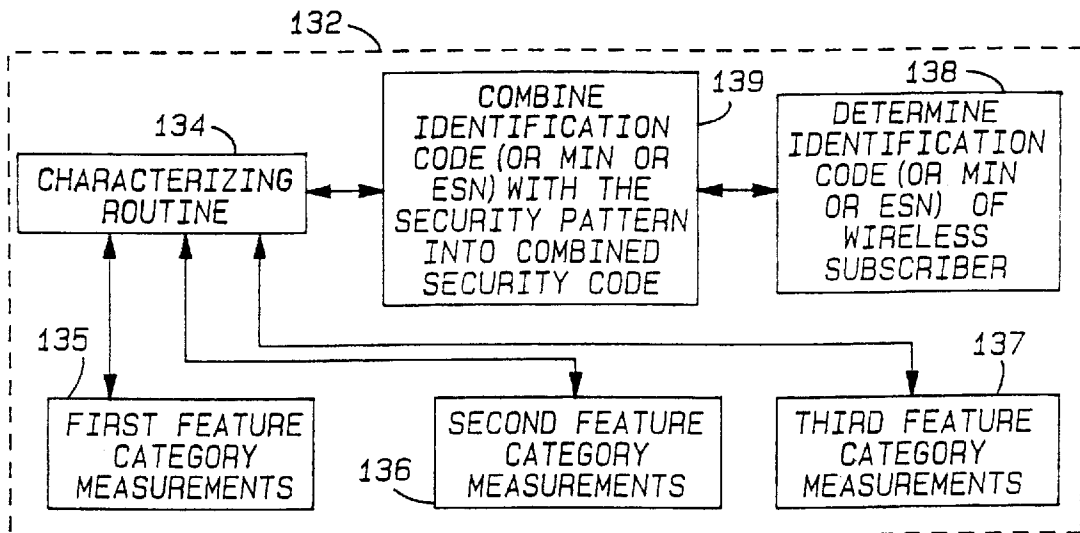 132
134
CHARACTERIZING
ROUTINE
COMBINE
IDENTIFICATION
CODE (OR MIN OR
ESN) WITH THE
SECURITY PATTERN
INTO COMBINED
SECURITY CODE
139
138
DETERMINE
IDENTIFICATION
CODE (OR MIN
OR ESN) OF
WIRELESS
SUBSCRIBER
135
FIRST FEATURE
CATEGORY
MEASUREMENTS
136
SECOND FEATURE
CATEGORY
MEASUREMENTS
137
THIRD FEATURE
CATEGORY
MEASUREMENTS